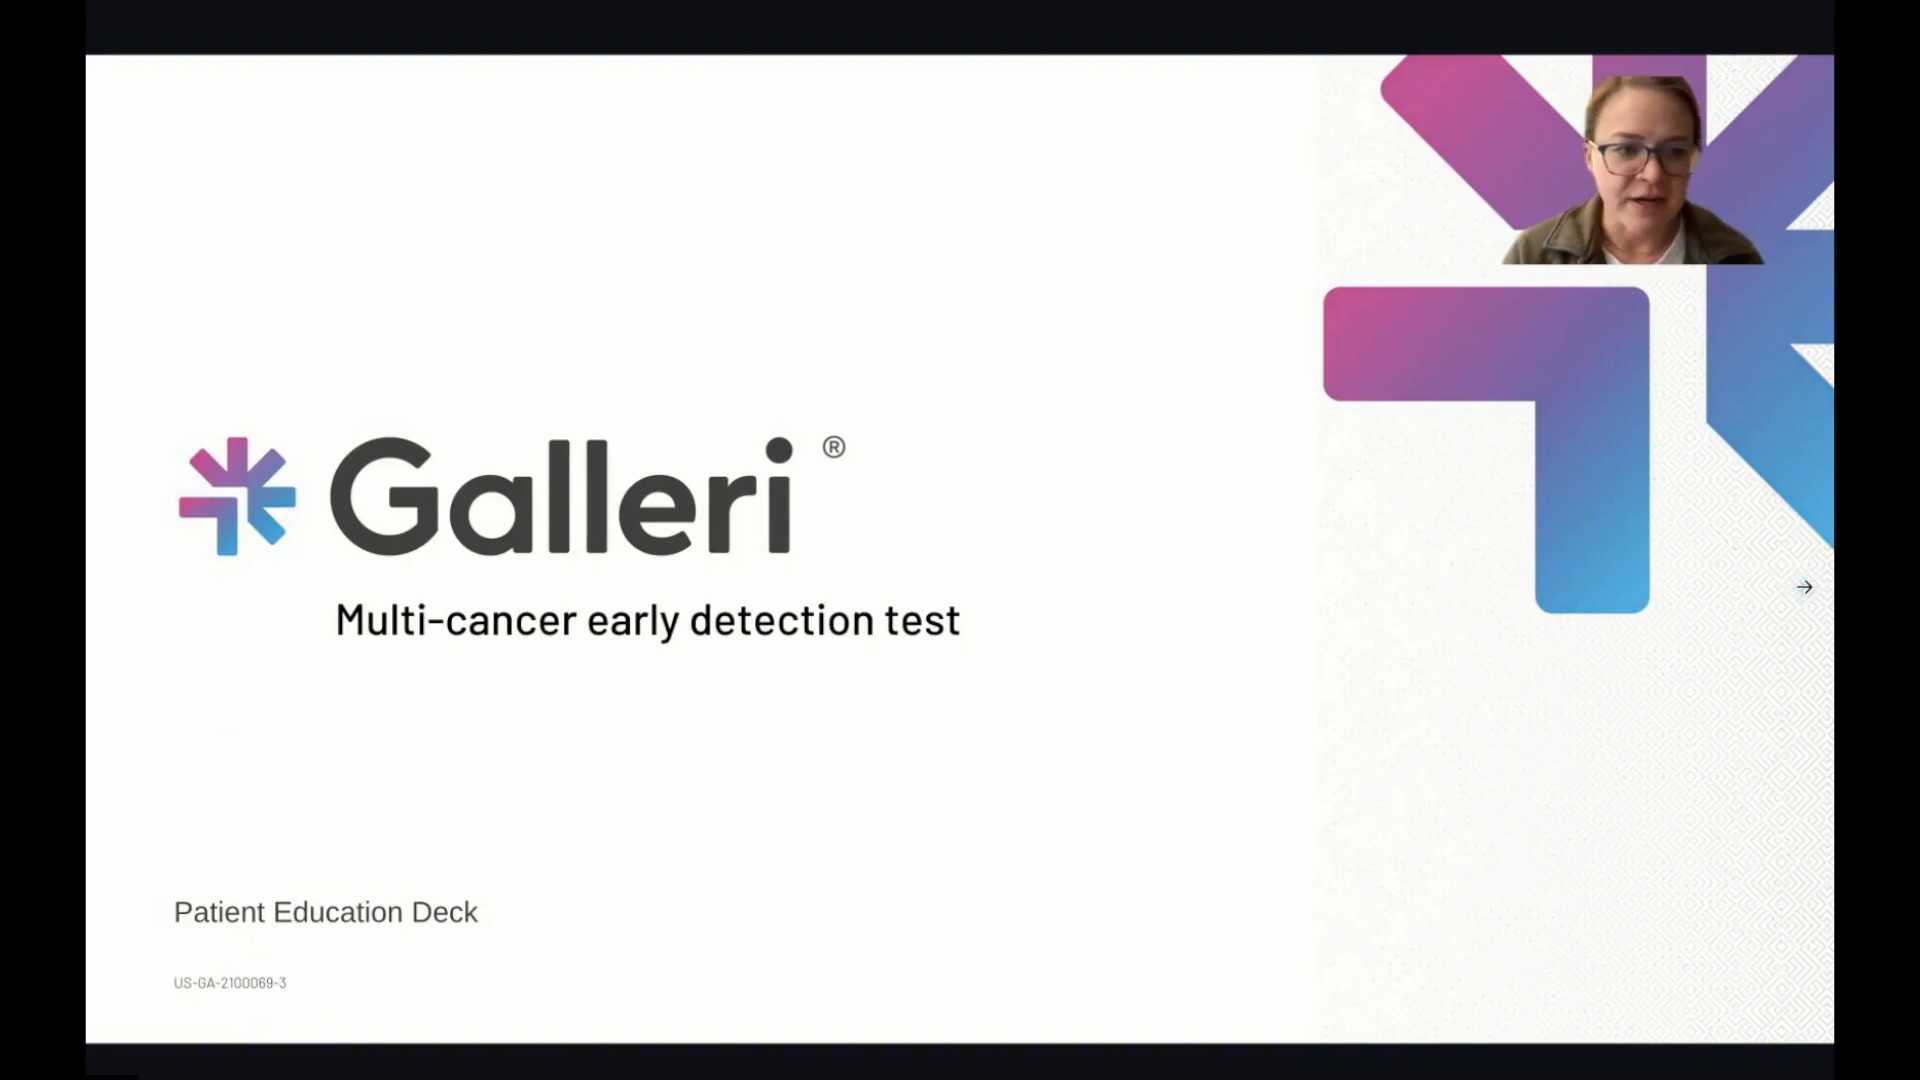 Galleri®
Multi-cancer early detection test
Patient Education Deck
US-GA-2100069-3